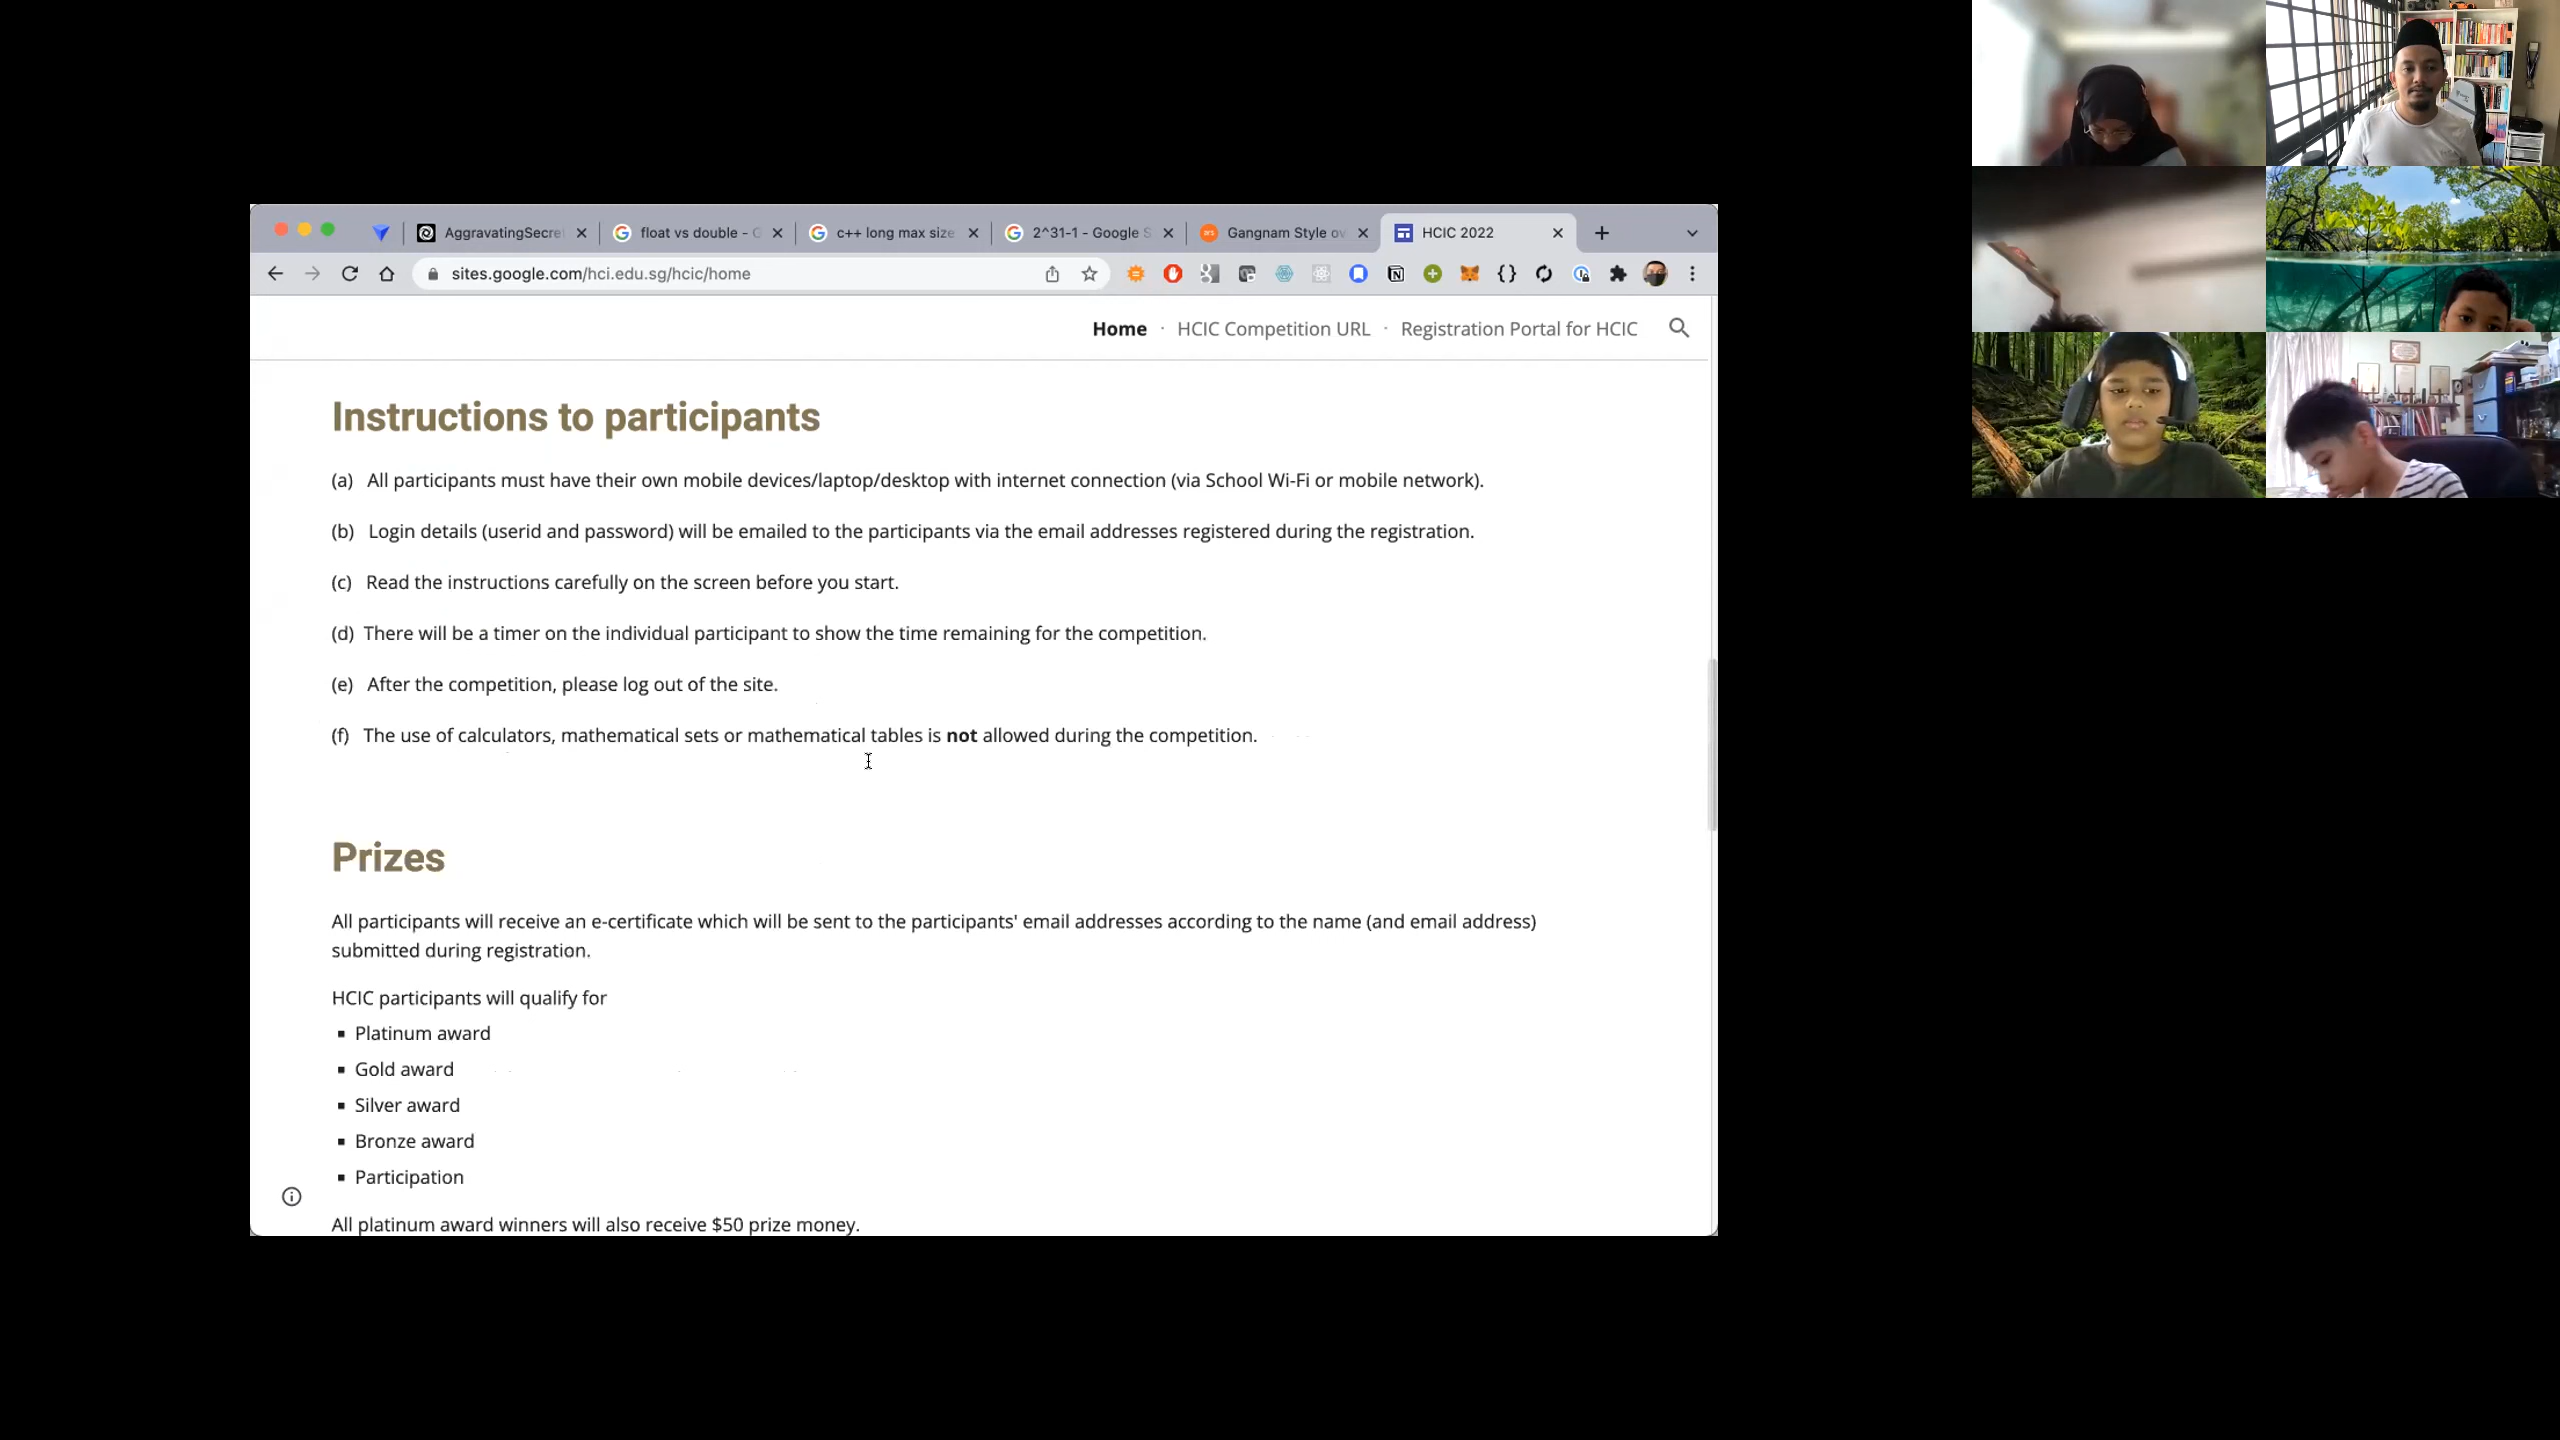 AggravatingSecre
float vs double - G
c++ long max size
2^31-1 - Google S
Gangnam Style ov
HCIC 2022
sites.google.com/hci.edu.sg/hcic/home
Home · HCIC Competition URL · Registration Portal for HCIC
Instructions to participants
(a) All participants must have their own mobile devices/laptop/desktop with internet connection (via School Wi-Fi or mobile network).
(b) Login details (userid and password) will be emailed to the participants via the email addresses registered during the registration.
(c) Read the instructions carefully on the screen before you start.
(d) There will be a timer on the individual participant to show the time remaining for the competition.
(e) After the competition, please log out of the site.
(f) The use of calculators, mathematical sets or mathematical tables is not allowed during the competition.
Prizes
All participants will receive an e-certificate which will be sent to the participants' email addresses according to the name (and email address)
submitted during registration.
HCIC participants will qualify for
▪ Platinum award
▪ Gold award
▪ Silver award
▪ Bronze award
▪ Participation
All platinum award winners will also receive $50 prize money.